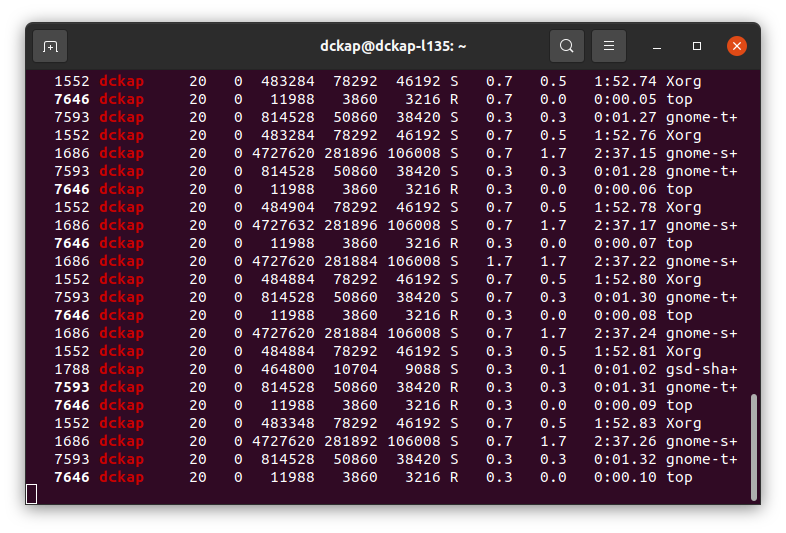 dckap@dckap-l135: ~
1552 dckap 20 0 483284 78292 46192 S 0.7 0.5 1:52.74 Xorg
7646 dckap 20 0 11988 3860 3216 R 0.7 0.0 0:00.05 top
7593 dckap 20 0 814528 50860 38420 S 0.3 0.3 0:01.27 gnome-t+
1552 dckap 20 0 483284 78292 46192 S 0.7 0.5 1:52.76 Xorg
1686 dckap 20 0 4727620 281896 106008 S 0.7 1.7 2:37.15 gnome-s+
7593 dckap 20 0 814528 50860 38420 S 0.3 0.3 0:01.28 gnome-t+
7646 dckap 20 0 11988 3860 3216 R 0.3 0.0 0:00.06 top
1552 dckap 20 0 484904 78292 46192 S 0.7 0.5 1:52.78 Xorg
1686 dckap 20 0 4727632 281896 106008 S 0.7 1.7 2:37.17 gnome-s+
7646 dckap 20 0 11988 3860 3216 R 0.3 0.0 0:00.07 top
1686 dckap 20 0 4727620 281884 106008 S 1.7 1.7 2:37.22 gnome-s+
1552 dckap 20 0 484884 78292 46192 S 0.7 0.5 1:52.80 Xorg
7593 dckap 20 0 814528 50860 38420 S 0.7 0.3 0:01.30 gnome-t+
7646 dckap 20 0 11988 3860 3216 R 0.3 0.0 0:00.08 top
1686 dckap 20 0 4727620 281884 106008 S 0.7 1.7 2:37.24 gnome-s+
1552 dckap 20 0 484884 78292 46192 S 0.3 0.5 1:52.81 Xorg
1788 dckap 20 0 464800 10704 9088 S 0.3 0.1 0:01.02 gsd-sha+
7593 dckap 20 0 814528 50860 38420 R 0.3 0.3 0:01.31 gnome-t+
7646 dckap 20 0 11988 3860 3216 R 0.3 0.0 0:00.09 top
1552 dckap 20 0 483348 78292 46192 S 0.7 0.5 1:52.83 Xorg
1686 dckap 20 0 4727620 281892 106008 S 0.7 1.7 2:37.26 gnome-s+
7593 dckap 20 0 814528 50860 38420 S 0.3 0.3 0:01.32 gnome-t+
7646 dckap 20 0 11988 3860 3216 R 0.3 0.0 0:00.10 top